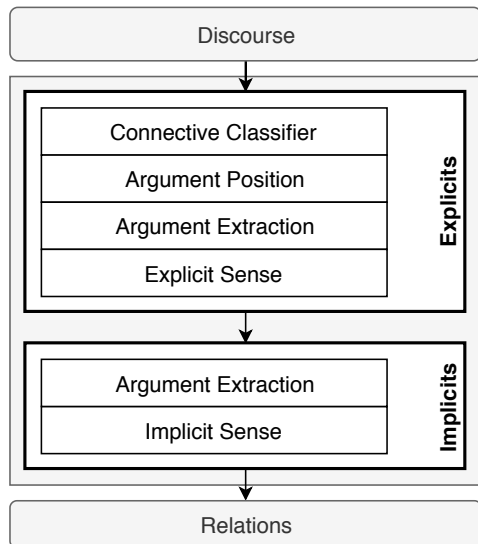 Discourse
Connective Classifier
Argument Position
Argument Extraction
Explicit Sense
Explicits
Argument Extraction
Implicit Sense
Implicits
Relations